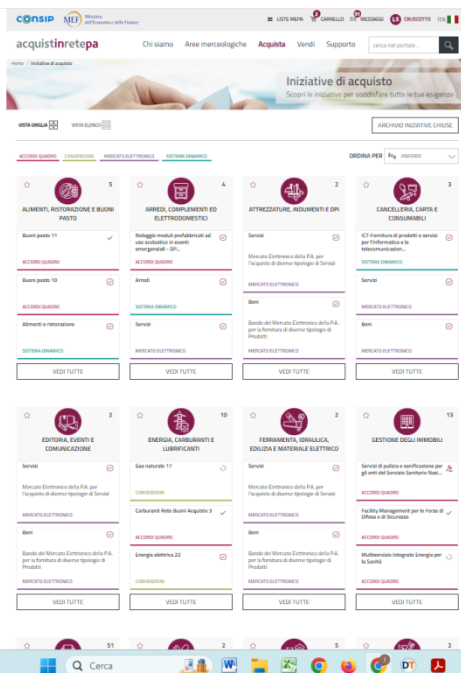 CONSIP MEF Ministero dell'Economia e delle Finanze
LISTE MEPA CARRELLO MESSAGGI ITA
acquistinretepa Chi siamo Aree merceologiche Acquista Vendi Supporto cerca nel portale ...
Home / Iniziative di acquisto
Iniziative di acquisto
Scopri le iniziative per soddisfare tutte le tue esigenze
VISTA GRIGLIA VISTA ELENCO ARCHIVIO INIZIATIVE CHIUSE
ACCORDI QUADRO CONVENZIONI MERCATO ELETTRONICO SISTEMA DINAMICO ORDINA PER
5 4 2 3
ALIMENTI, RISTORAZIONE E BUONI PASTO
ARREDI, COMPLEMENTI ED ELETTRODOMESTICI
ATTREZZATURE, INDUMENTI E DPI
CANCELLERIA, CARTA E CONSUMABILI
Buoni pasto 11
ACCORDI QUADRO
Buoni pasto 10
ACCORDI QUADRO
Alimenti e ristorazione
SISTEMA DINAMICO
VEDI TUTTE
Noleggio moduli prefabbricati ad
uso scolastico in eventi
emergenziali - DPI...
ACCORDI QUADRO
Arredi
SISTEMA DINAMICO
Servizi
MERCATO ELETTRONICO
VEDI TUTTE
Servizi
Mercato Elettronico della P.A. per
l'acquisto di diverse tipologie di Servizi
MERCATO ELETTRONICO
Beni
Bando del Mercato Elettronico della P.A.
per la fornitura di diverse tipologie di
Prodotti
MERCATO ELETTRONICO
VEDI TUTTE
ICT-Fornitura di prodotti e servizi
per l'informatica e le
telecomunicazion...
SISTEMA DINAMICO
Servizi
MERCATO ELETTRONICO
Beni
MERCATO ELETTRONICO
VEDI TUTTE
2 10 2 13
EDITORIA, EVENTI E COMUNICAZIONE
ENERGIA, CARBURANTI E LUBRIFICANTI
FERRAMENTA, IDRAULICA, EDILIZIA E MATERIALE ELETTRICO
GESTIONE DEGLI IMMOBILI
Servizi
Mercato Elettronico della P.A. per
l'acquisto di diverse tipologie di Servizi
MERCATO ELETTRONICO
Beni
Bando del Mercato Elettronico della P.A.
per la fornitura di diverse tipologie di
Prodotti
MERCATO ELETTRONICO
VEDI TUTTE
Gas naturale 17
CONVENZIONI
Carburanti Rete Buoni Acquisto 3
ACCORDI QUADRO
Energia elettrica 22
CONVENZIONI
VEDI TUTTE
Servizi
Mercato Elettronico della P.A. per
l'acquisto di diverse tipologie di Servizi
MERCATO ELETTRONICO
Beni
Bando del Mercato Elettronico della P.A.
per la fornitura di diverse tipologie di
Prodotti
MERCATO ELETTRONICO
VEDI TUTTE
Servizi di pulizia e sanificazione per
gli enti del Servizio Sanitario Nazi...
ACCORDI QUADRO
Facility Management per le Forze di
Difesa e di Sicurezza
ACCORDI QUADRO
Multiservizio Integrato Energia per
la Sanità
ACCORDI QUADRO
VEDI TUTTE
51 2 5 2
Cerca